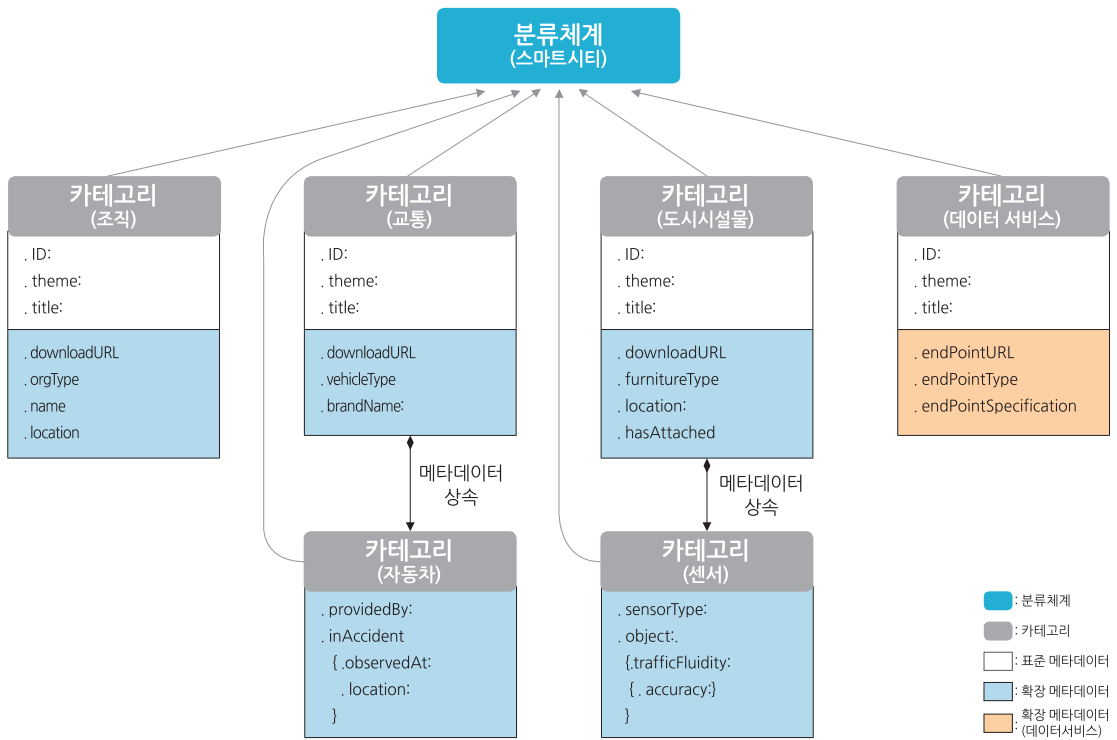 분류체계
(스마트시티)
카테고리
(조직)
. ID:
. theme:
. title:
. downloadURL
. orgType
. name
. location
카테고리
(교통)
. ID:
. theme:
. title:
. downloadURL
. vehicleType
. brandName:
카테고리
(도시시설물)
. ID:
. theme:
. title:
. downloadURL
. furnitureType
. location:
. hasAttached
카테고리
(데이터 서비스)
. ID:
. theme:
. title:
. endPointURL
. endPointType
. endPointSpecification
메타데이터
상속
메타데이터
상속
카테고리
(자동차)
. providedBy:
. inAccident
{ .observedAt:
. location:
}
카테고리
(센서)
. sensorType:
. object:.
{.trafficFluidity:
{ . accuracy:}
}
: 분류체계
: 카테고리
: 표준 메타데이터
: 확장 메타데이터
: 확장 메타데이터
(데이터서비스)